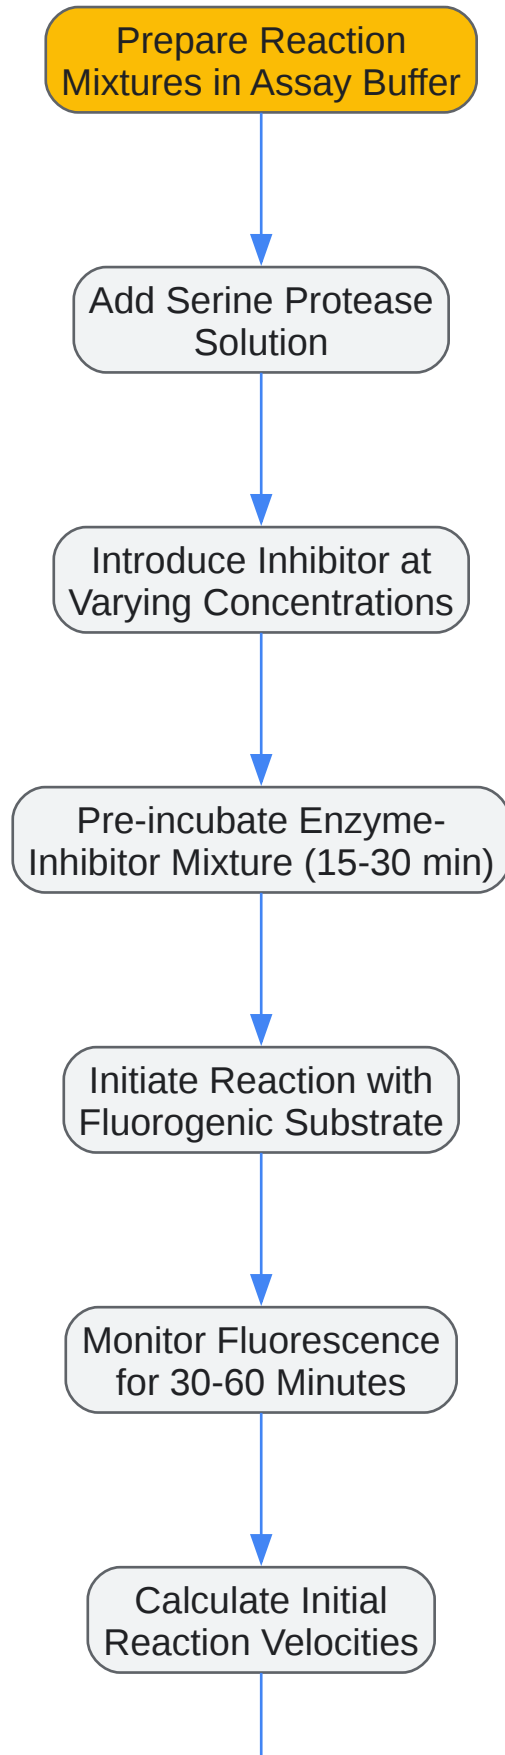 Prepare Reaction
Mixtures in Assay Buffer
Add Serine Protease
Solution
Introduce Inhibitor at
Varying Concentrations
Pre-incubate Enzyme-
Inhibitor Mixture (15-30 min)
Initiate Reaction with
Fluorogenic Substrate
Monitor Fluorescence
for 30-60 Minutes
Calculate Initial
Reaction Velocities